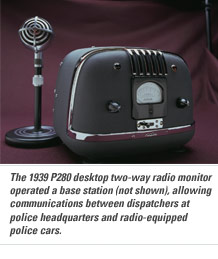 The 1939 P280 desktop two-way radio monitor
operated a base station (not shown), allowing
communications between dispatchers at
police headquarters and radio-equipped
police cars.